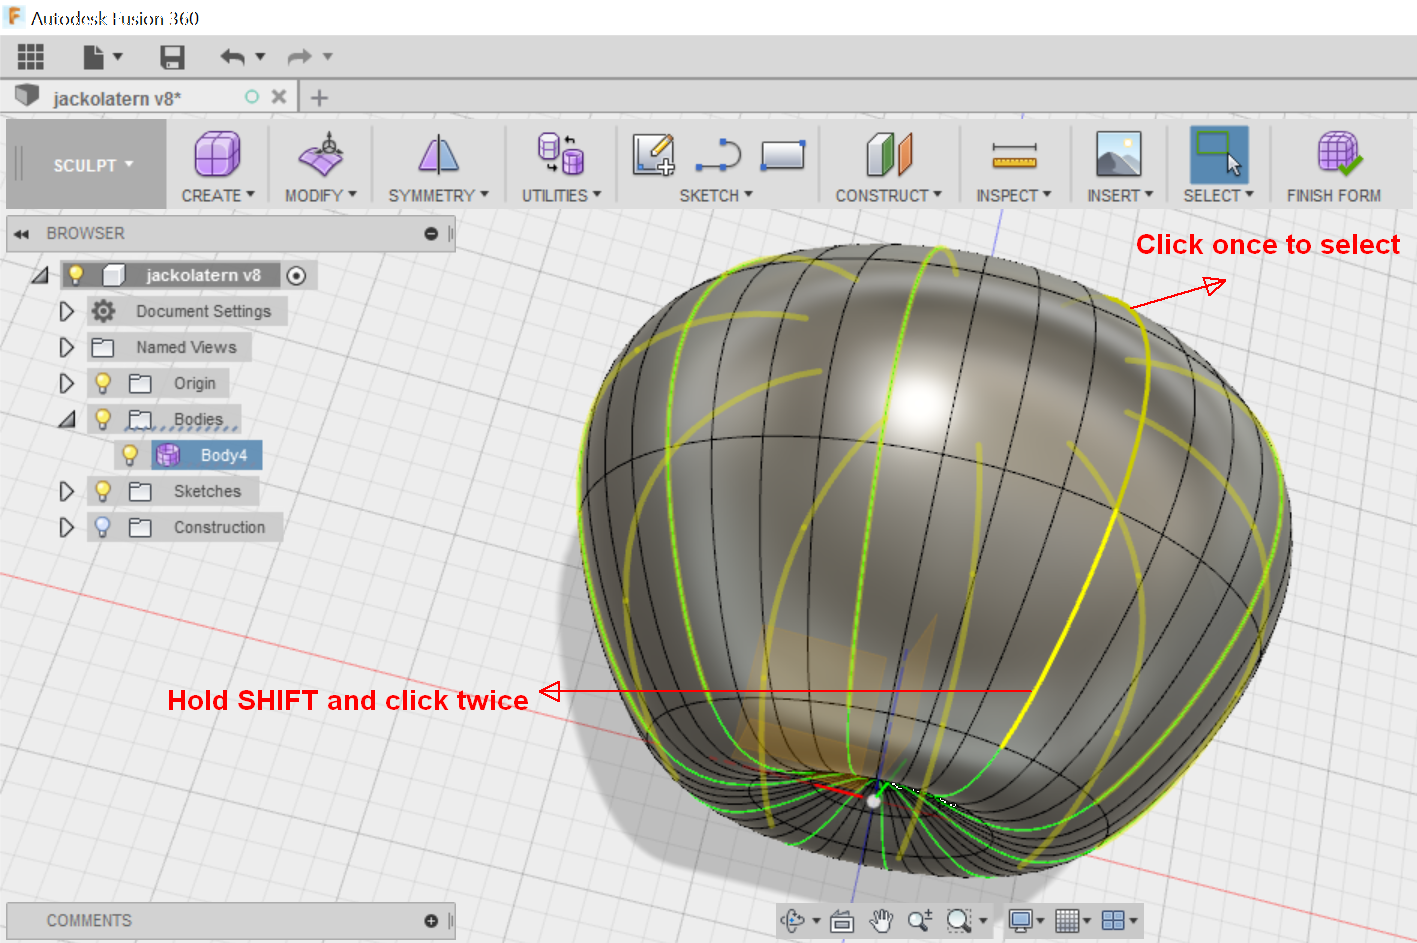 Autodesk Fusion 360
jackolatern v8*
SCULPT
CREATE
MODIFY
SYMMETRY
UTILITIES
SKETCH
CONSTRUCT
INSPECT
INSERT
SELECT
FINISH FORM
BROWSER
Click once to select
jackolatern v8
Document Settings
Named Views
Origin
Bodies
Body4
Sketches
Construction
Hold SHIFT and click twice
COMMENTS